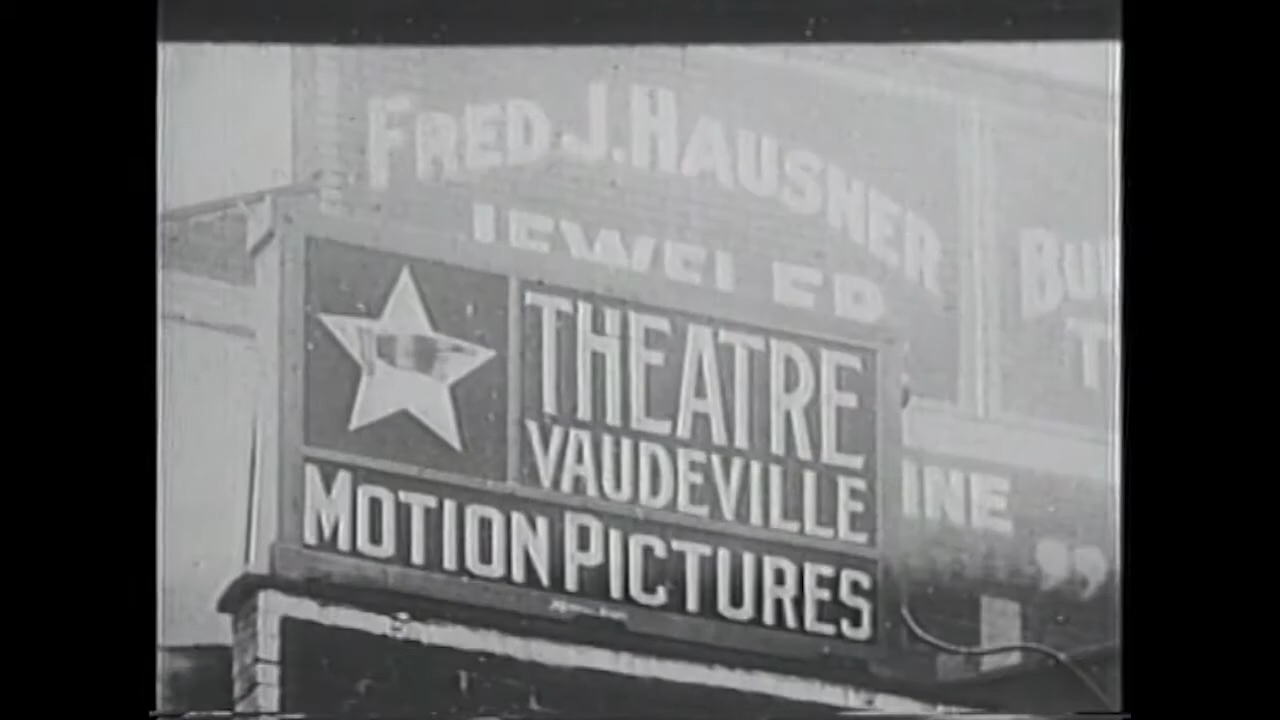 FRED J. HAUSNER
JEWELER
THEATRE
VAUDEVILLE
MOTION PICTURES